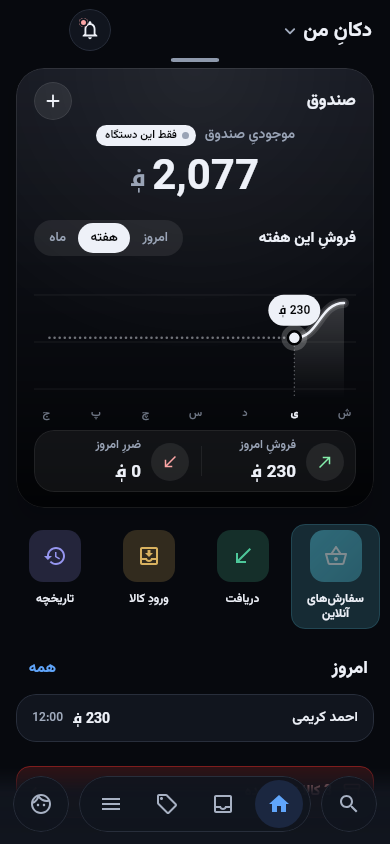 دکانِ من
صندوق
موجودیِ صندوق
فقط این دستگاه
2,077 ؋
فروشِ این هفته
امروز
هفته
ماه
230 ؋
ش
ی
د
س
چ
پ
ج
فروشِ امروز
230 ؋
ضررِ امروز
0 ؋
سفارش‌های
آنلاین
دریافت
ورودِ کالا
تاریخچه
امروز
همه
احمد کریمی
230 ؋
12:00